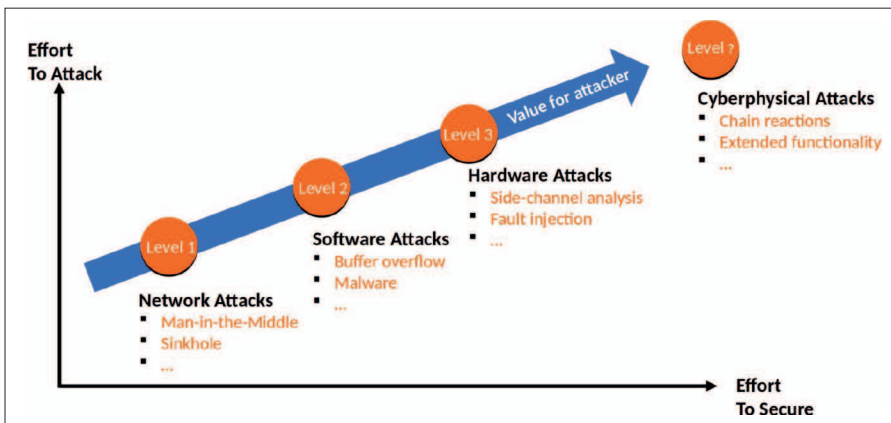 Effort
To Attack
Level ?
Value for attacker
Cyberphysical Attacks
▪ Chain reactions
▪ Extended functionality
▪ ...
Level 3
Hardware Attacks
▪ Side-channel analysis
▪ Fault injection
▪ ...
Level 2
Software Attacks
▪ Buffer overflow
▪ Malware
▪ ...
Level 1
Network Attacks
▪ Man-in-the-Middle
▪ Sinkhole
▪ ...
Effort
To Secure